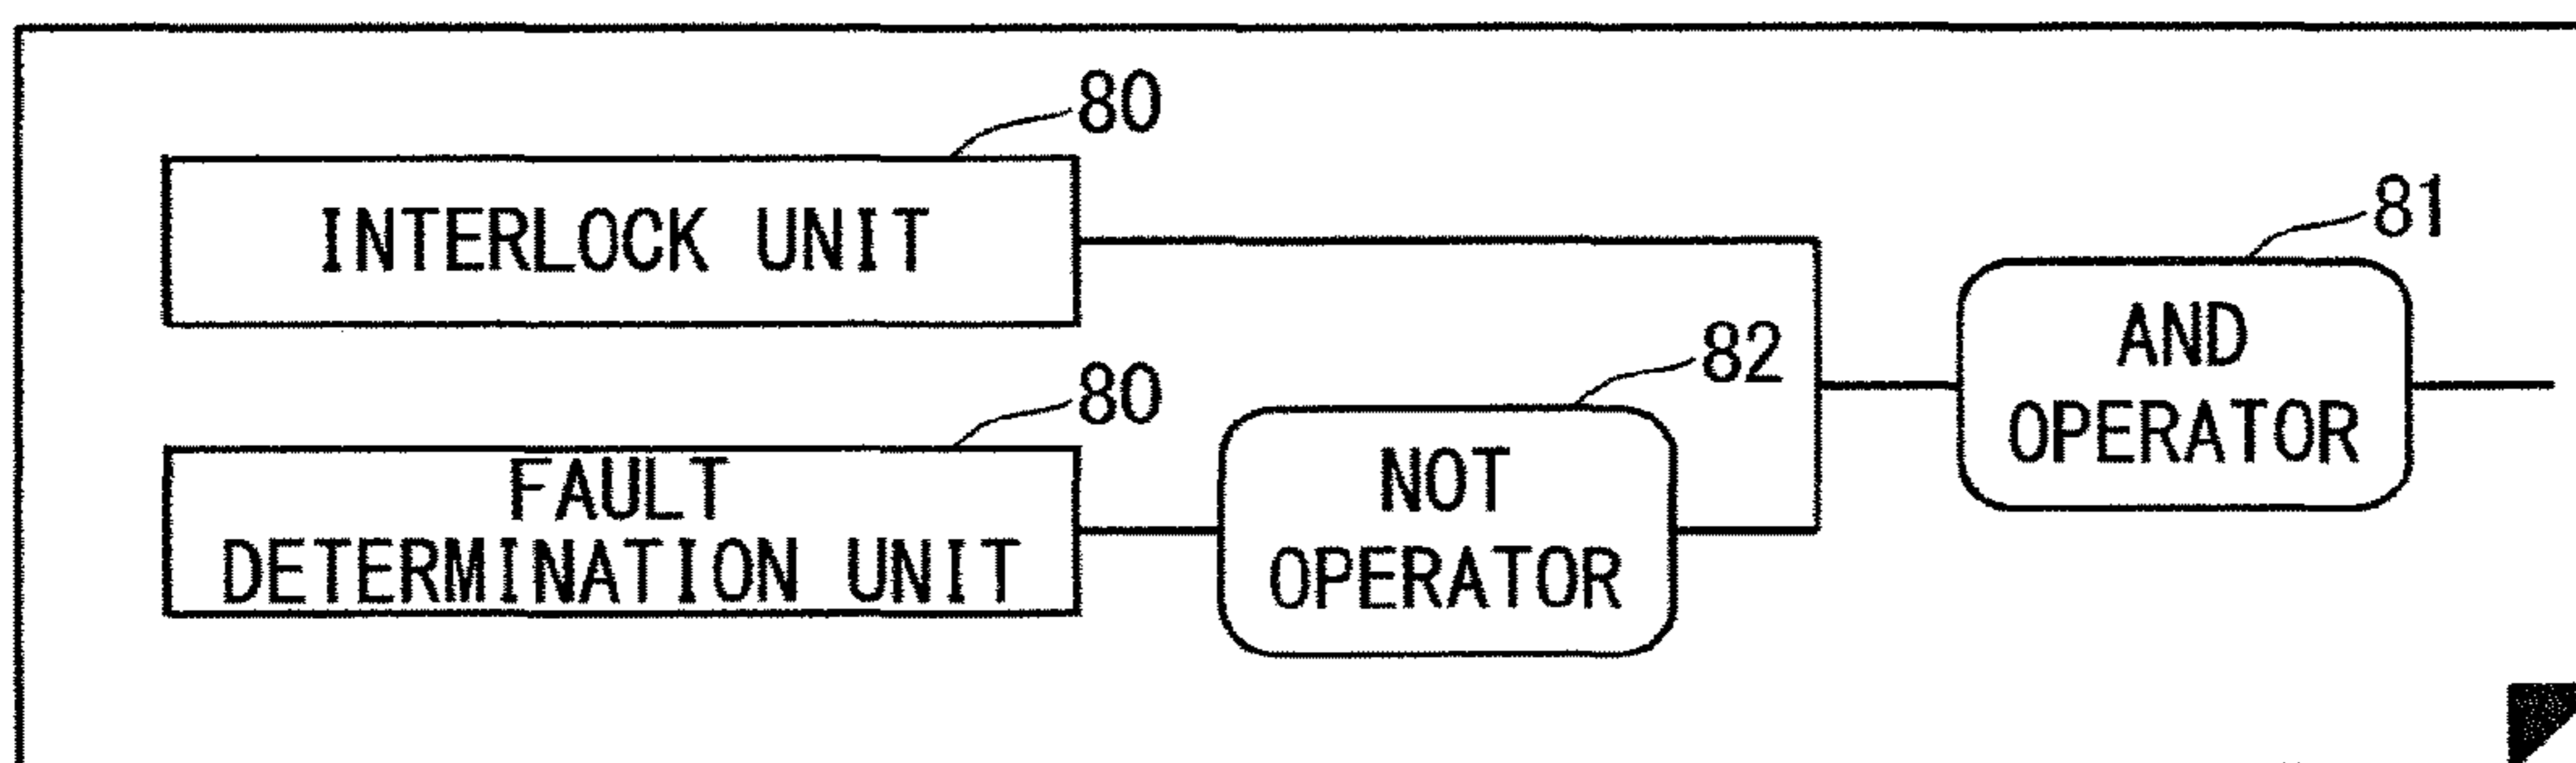 80
INTERLOCK UNIT
81
AND
OPERATOR
82
80
FAULT
DETERMINATION UNIT
NOT
OPERATOR